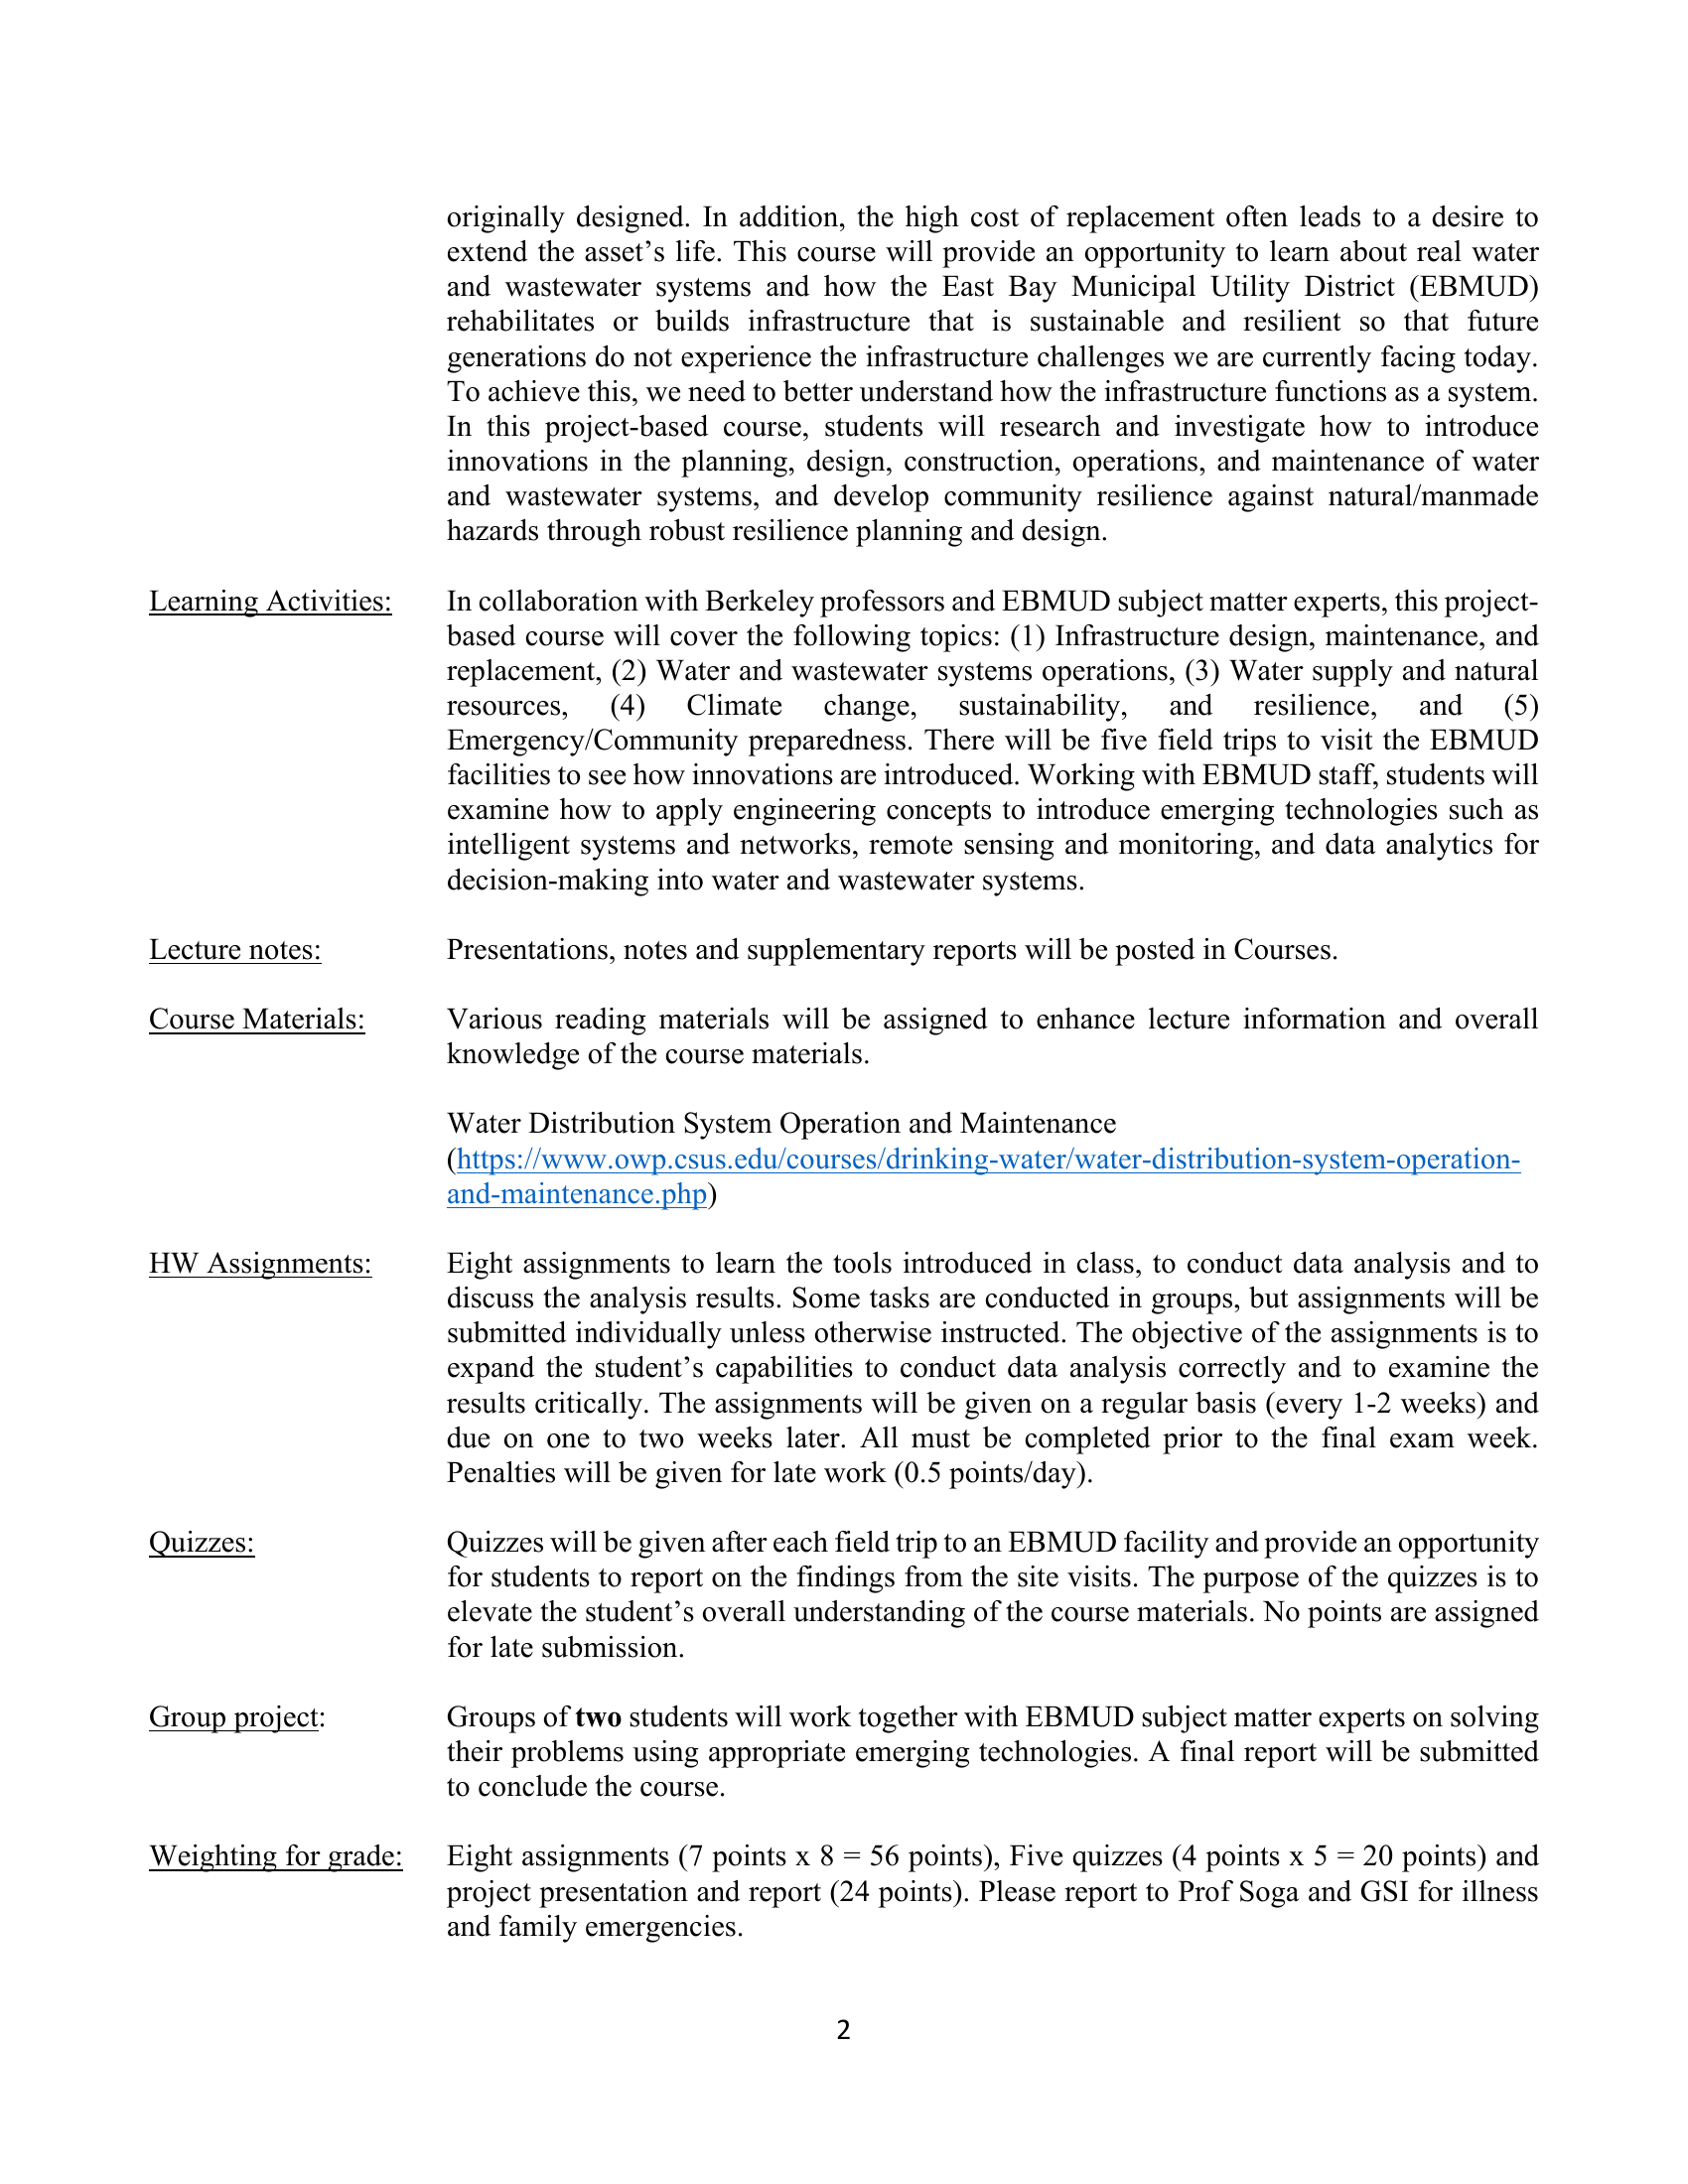 originally designed. In addition, the high cost of replacement often leads to a desire to
extend the asset’s life. This course will provide an opportunity to learn about real water
and wastewater systems and how the East Bay Municipal Utility District (EBMUD)
rehabilitates or builds infrastructure that is sustainable and resilient so that future
generations do not experience the infrastructure challenges we are currently facing today.
To achieve this, we need to better understand how the infrastructure functions as a system.
In this project-based course, students will research and investigate how to introduce
innovations in the planning, design, construction, operations, and maintenance of water
and wastewater systems, and develop community resilience against natural/manmade
hazards through robust resilience planning and design.
Learning Activities: In collaboration with Berkeley professors and EBMUD subject matter experts, this project-
based course will cover the following topics: (1) Infrastructure design, maintenance, and
replacement, (2) Water and wastewater systems operations, (3) Water supply and natural
resources, (4) Climate change, sustainability, and resilience, and (5)
Emergency/Community preparedness. There will be five field trips to visit the EBMUD
facilities to see how innovations are introduced. Working with EBMUD staff, students will
examine how to apply engineering concepts to introduce emerging technologies such as
intelligent systems and networks, remote sensing and monitoring, and data analytics for
decision-making into water and wastewater systems.
Lecture notes: Presentations, notes and supplementary reports will be posted in Courses.
Course Materials: Various reading materials will be assigned to enhance lecture information and overall
knowledge of the course materials.
Water Distribution System Operation and Maintenance
(https://www.owp.csus.edu/courses/drinking-water/water-distribution-system-operation-
and-maintenance.php)
HW Assignments: Eight assignments to learn the tools introduced in class, to conduct data analysis and to
discuss the analysis results. Some tasks are conducted in groups, but assignments will be
submitted individually unless otherwise instructed. The objective of the assignments is to
expand the student’s capabilities to conduct data analysis correctly and to examine the
results critically. The assignments will be given on a regular basis (every 1-2 weeks) and
due on one to two weeks later. All must be completed prior to the final exam week.
Penalties will be given for late work (0.5 points/day).
Quizzes: Quizzes will be given after each field trip to an EBMUD facility and provide an opportunity
for students to report on the findings from the site visits. The purpose of the quizzes is to
elevate the student’s overall understanding of the course materials. No points are assigned
for late submission.
Group project: Groups of two students will work together with EBMUD subject matter experts on solving
their problems using appropriate emerging technologies. A final report will be submitted
to conclude the course.
Weighting for grade: Eight assignments (7 points x 8 = 56 points), Five quizzes (4 points x 5 = 20 points) and
project presentation and report (24 points). Please report to Prof Soga and GSI for illness
and family emergencies.
2